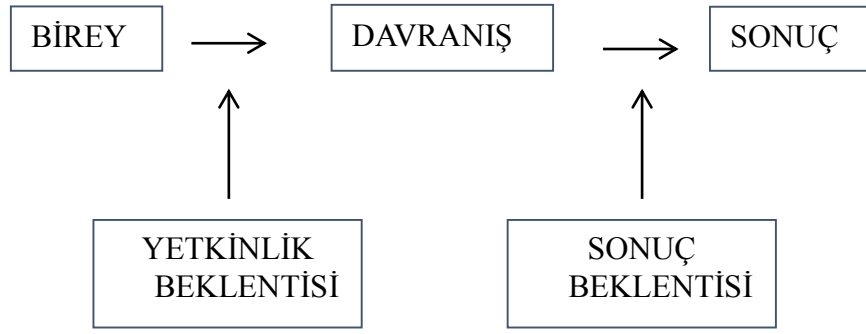 BİREY
DAVRANIŞ
SONUÇ
YETKİNLİK
BEKLENTİSİ
SONUÇ
BEKLENTİSİ